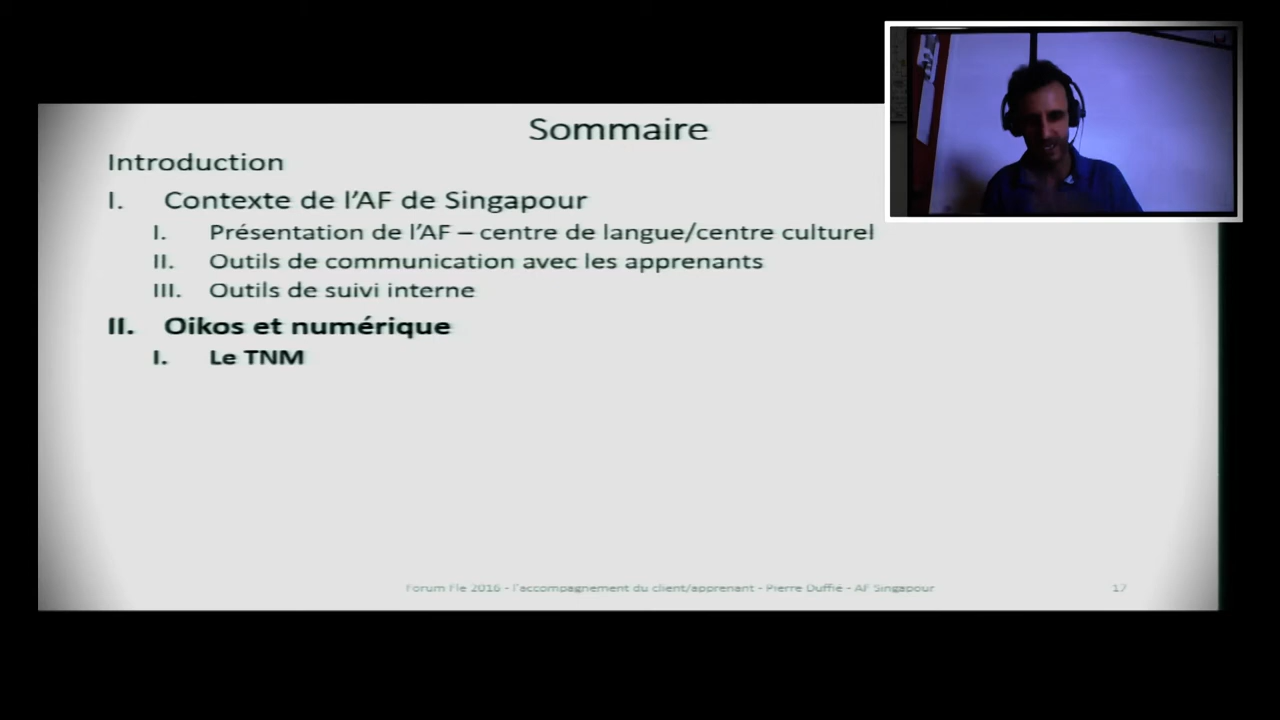 Sommaire
Introduction
I. Contexte de l'AF de Singapour
I. Présentation de l'AF – centre de langue/centre culturel
II. Outils de communication avec les apprenants
III. Outils de suivi interne
II. Oikos et numérique
I. Le TNM
Forum Fle 2016 - l'accompagnement du client/apprenant - Pierre Duffié - AF Singapour 17